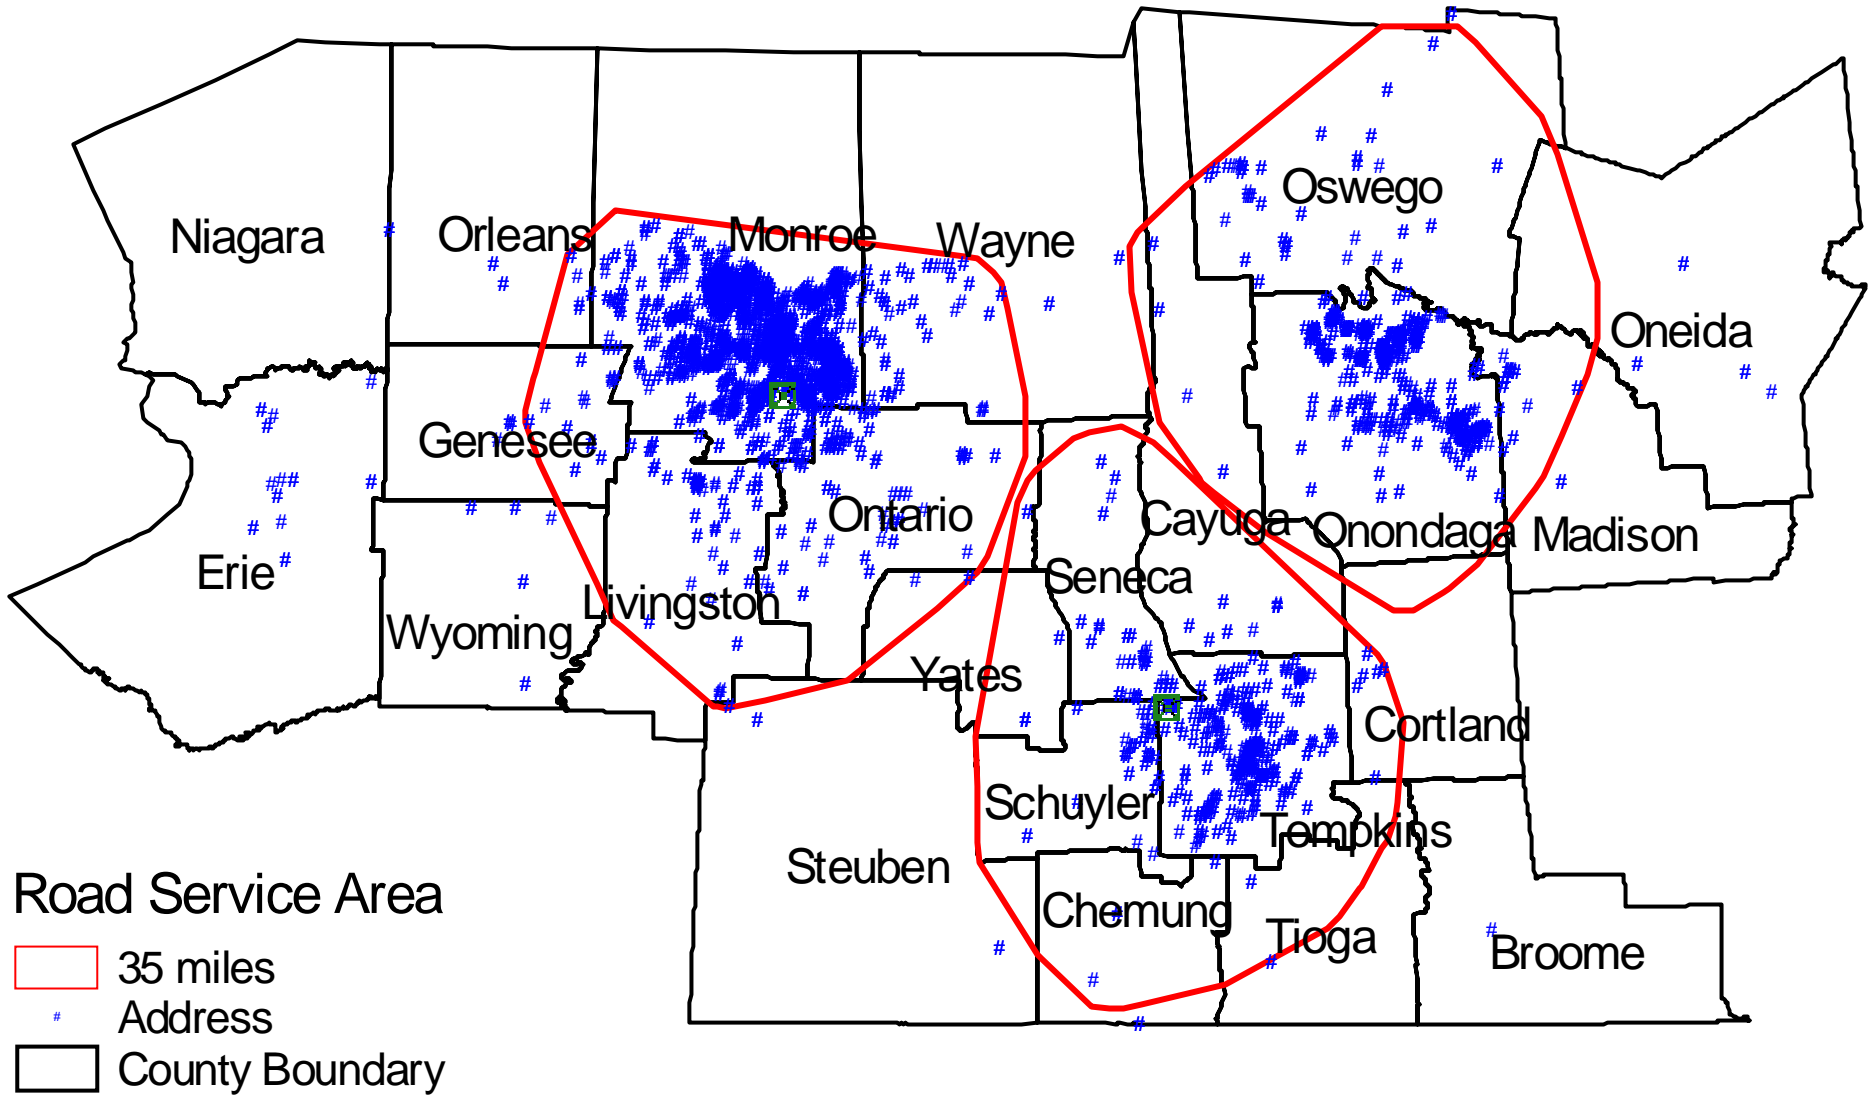 Oswego
Niagara
Orleans
Monroe
Wayne
Oneida
Genesee
Ontario
Cayuga
Onondaga
Madison
Erie
Seneca
Livingston
Wyoming
Yates
Cortland
Schuyler
Tompkins
Steuben
Chemung
Tioga
Broome
Road Service Area
35 miles
# Address
County Boundary